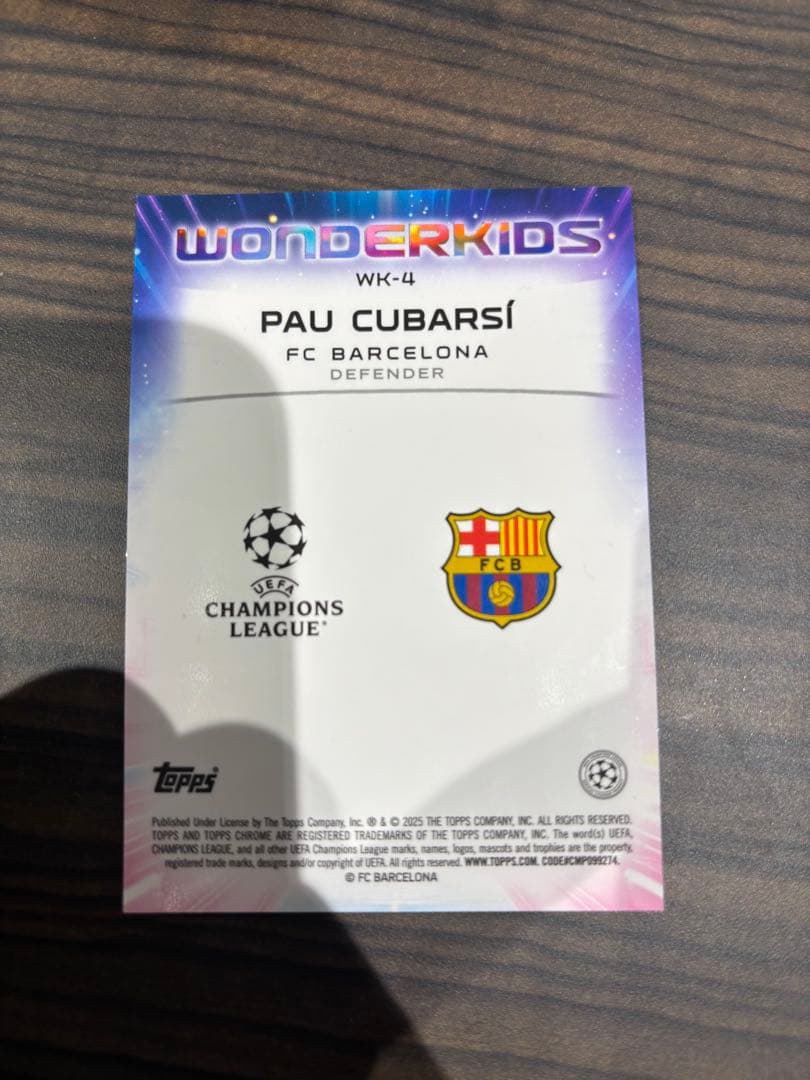 WONDERKIDS
WK-4
PAU CUBARSÍ
FC BARCELONA
DEFENDER
FCB
UEFA
CHAMPIONS
LEAGUE®
Topps®
Published Under License by The Topps Company, Inc. ® & © 2025 THE TOPPS COMPANY, INC. ALL RIGHTS RESERVED.
TOPPS AND TOPPS CHROME ARE REGISTERED TRADEMARKS OF THE TOPPS COMPANY, INC. The word(s) UEFA,
CHAMPIONS LEAGUE, and all other UEFA Champions League marks, names, logos, mascots and trophies are the property,
registered trade marks, designs and/or copyright of UEFA. All rights reserved. WWW.TOPPS.COM. CODE#CMP099274.
© FC BARCELONA